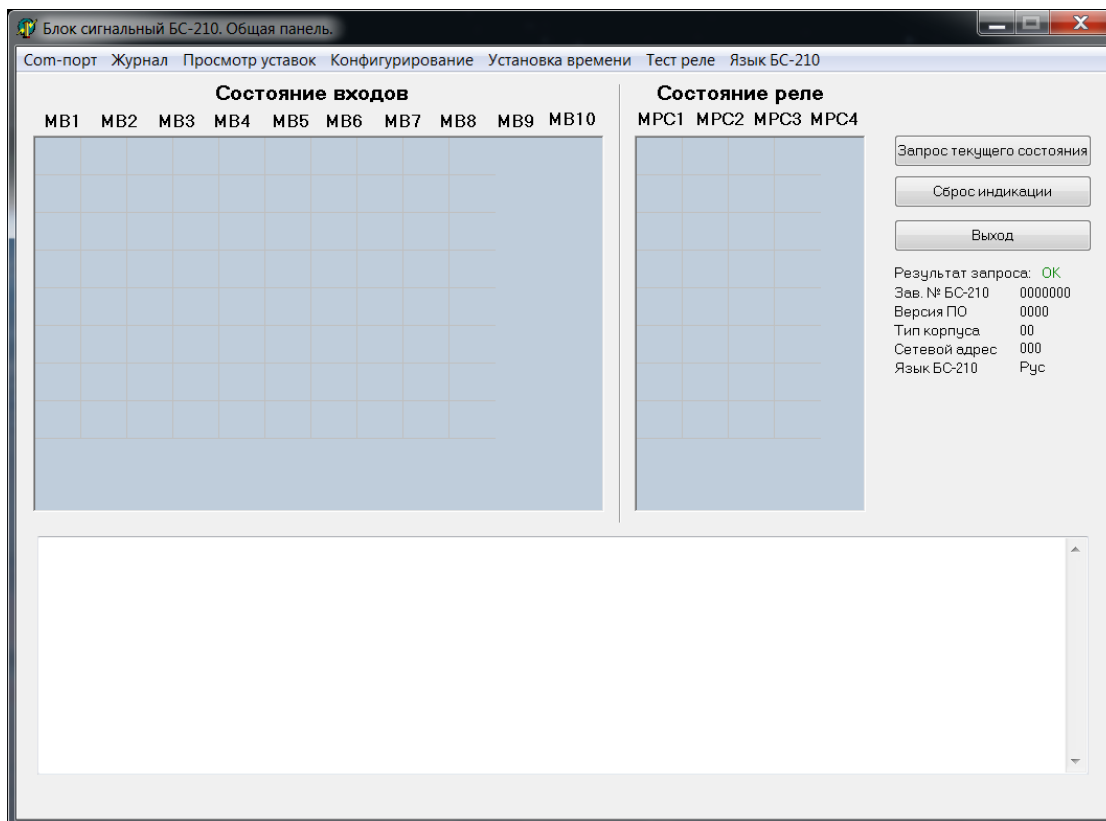 Блок сигнальный БС-210. Общая панель.
Com-порт Журнал Просмотр уставок Конфигурирование Установка времени Тест реле Язык БС-210
Состояние входов
МВ1 МВ2 МВ3 МВ4 МВ5 МВ6 МВ7 МВ8 МВ9 МВ10
Состояние реле
МРС1 МРС2 МРС3 МРС4
Запрос текущего состояния
Сброс индикации
Выход
Результат запроса: OK
Зав. № БС-210 0000000
Версия ПО 0000
Тип корпуса 00
Сетевой адрес 000
Язык БС-210 Рус